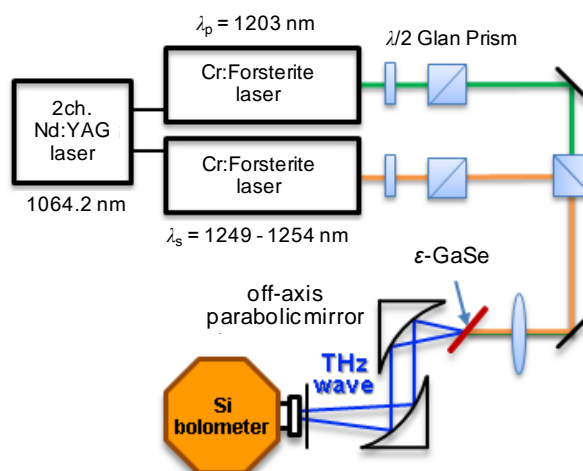 λp = 1203 nm
λ/2 Glan Prism
Cr:Forsterite
laser
2ch.
Nd:YAG
laser
Cr:Forsterite
laser
1064.2 nm
λs = 1249 - 1254 nm
ε-GaSe
off-axis
parabolic mirror
THz
wave
Si
bolometer